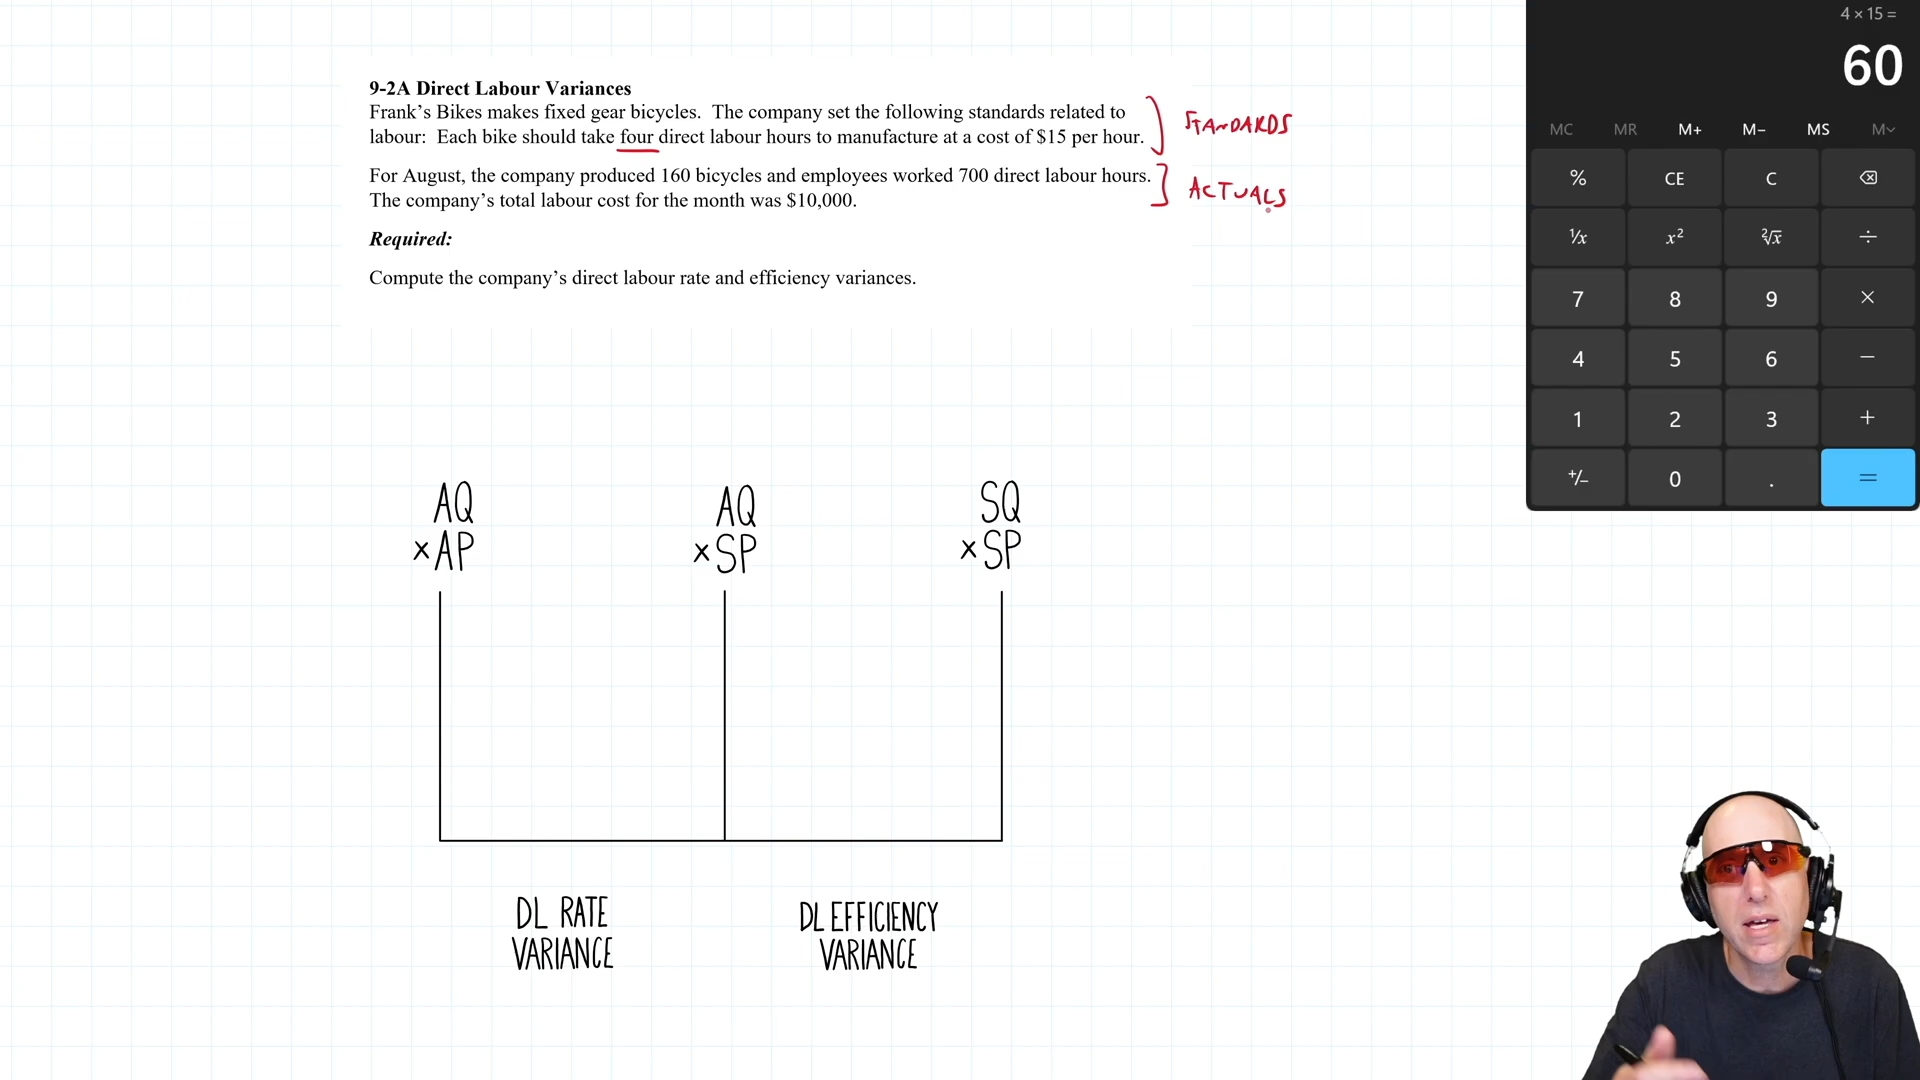 9-2A Direct Labour Variances
Frank's Bikes makes fixed gear bicycles.  The company set the following standards related to
labour:  Each bike should take four direct labour hours to manufacture at a cost of $15 per hour.
STANDARDS
For August, the company produced 160 bicycles and employees worked 700 direct labour hours.
The company's total labour cost for the month was $10,000.
ACTUALS
Required:
Compute the company's direct labour rate and efficiency variances.
AQ
×AP
AQ
×SP
SQ
×SP
DL RATE
VARIANCE
DL EFFICIENCY
VARIANCE
4 × 15 =
60
MC MR M+ M− MS M˅
% CE C ⌫
¹/x x² ²√x ÷
7 8 9 ×
4 5 6 −
1 2 3 +
+/− 0 . =